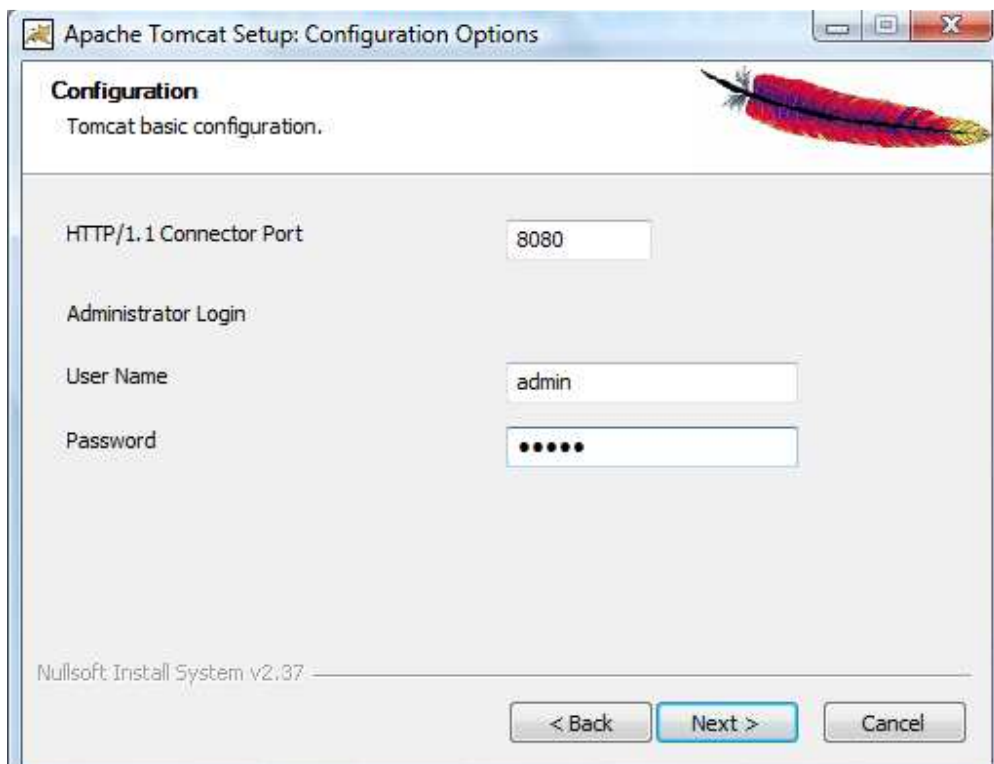 Apache Tomcat Setup: Configuration Options
Configuration
Tomcat basic configuration.
HTTP/1.1 Connector Port 8080
Administrator Login
User Name admin
Password •••••
Nullsoft Install System v2.37
< Back Next > Cancel